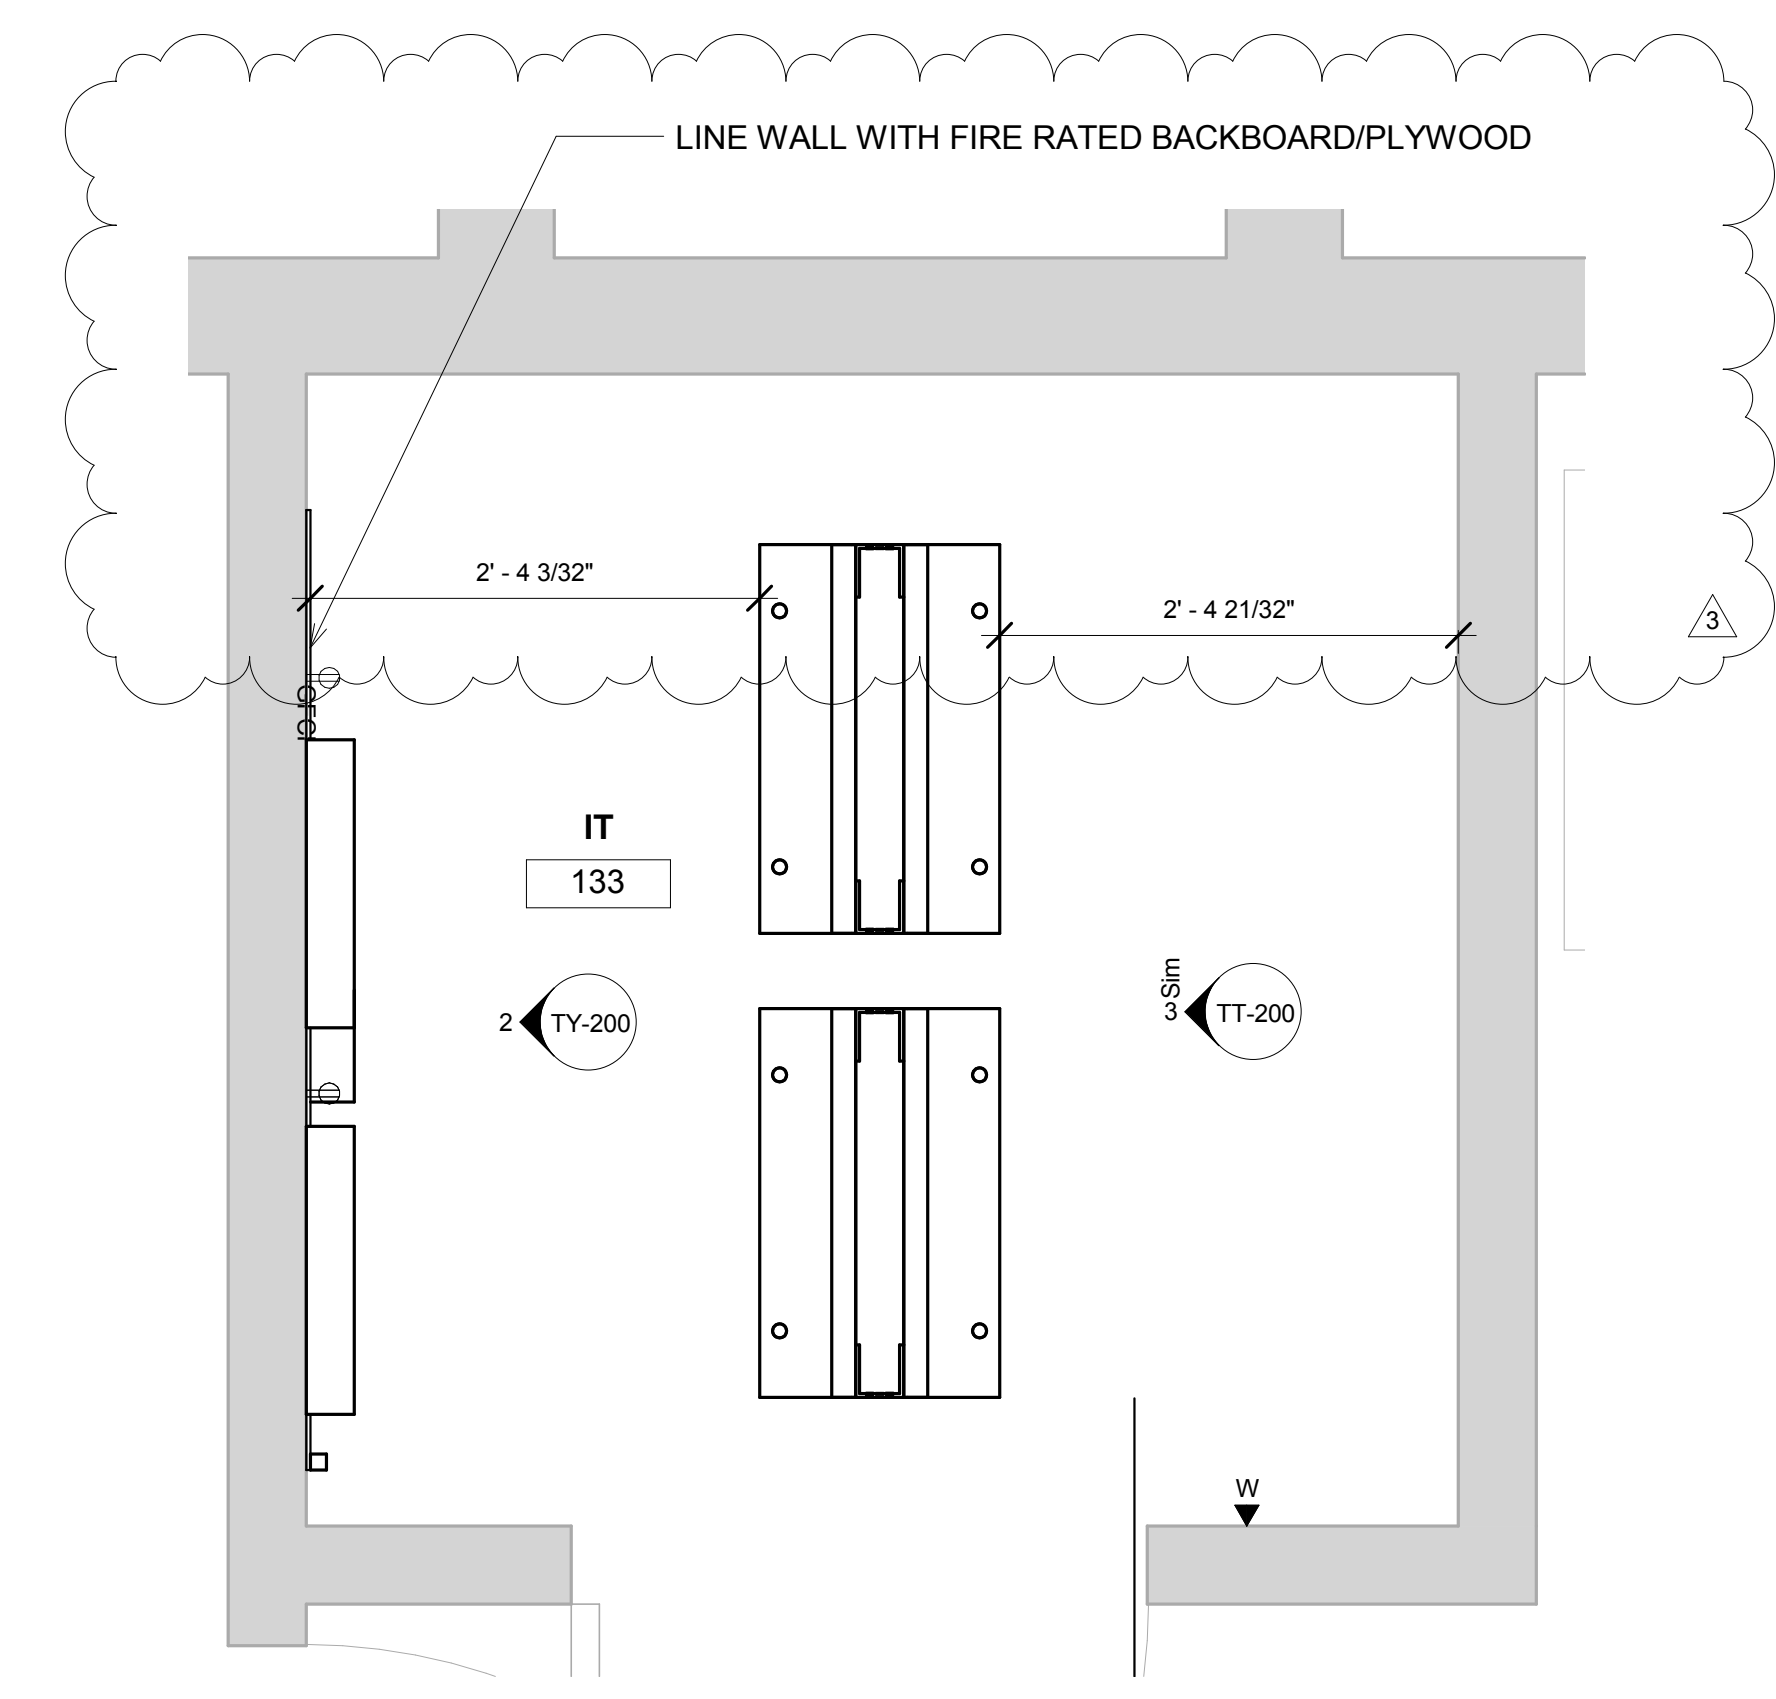 LINE WALL WITH FIRE RATED BACKBOARD/PLYWOOD
2' - 4 3/32"
2' - 4 21/32"
3
IT
133
2
TY-200
Sim
3
TT-200
W